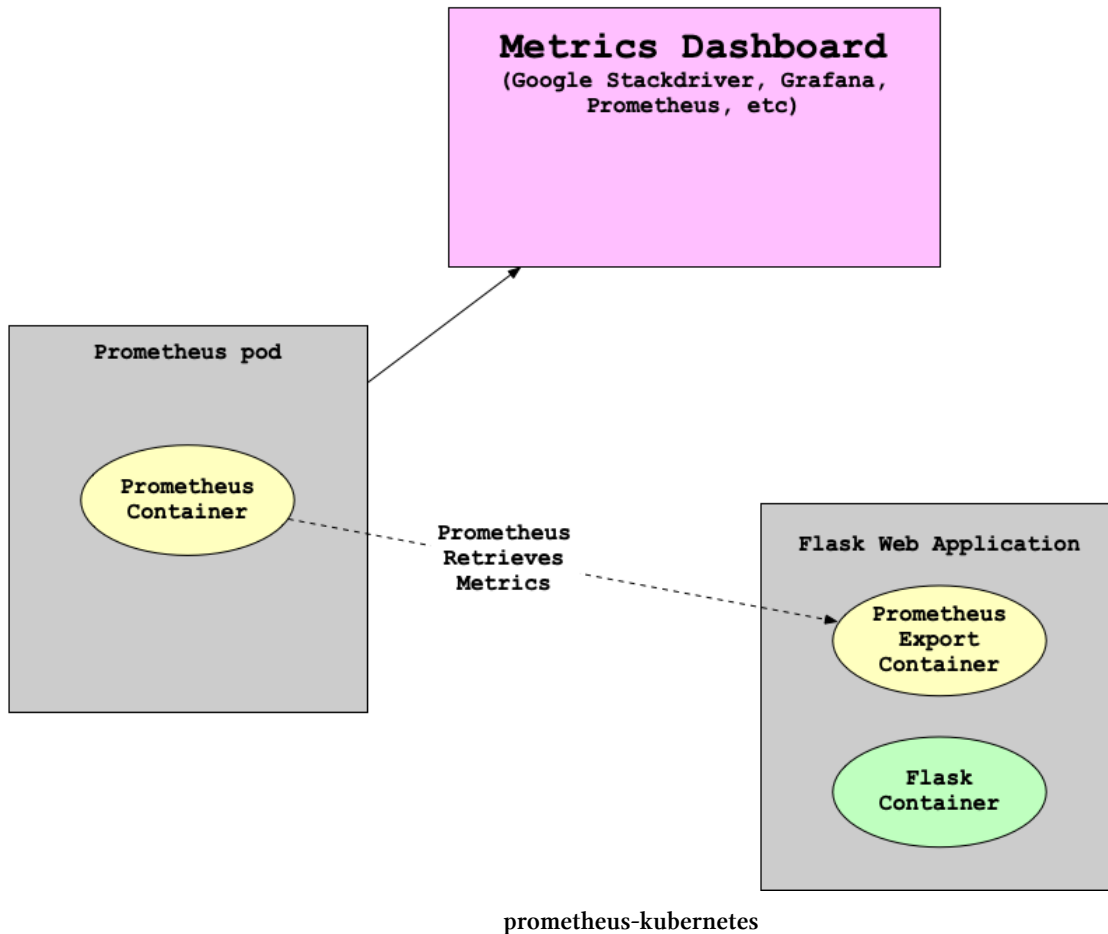 Metrics Dashboard
(Google Stackdriver, Grafana,
Prometheus, etc)
Prometheus pod
Prometheus
Container
Prometheus
Retrieves
Metrics
Flask Web Application
Prometheus
Export
Container
Flask
Container
prometheus-kubernetes